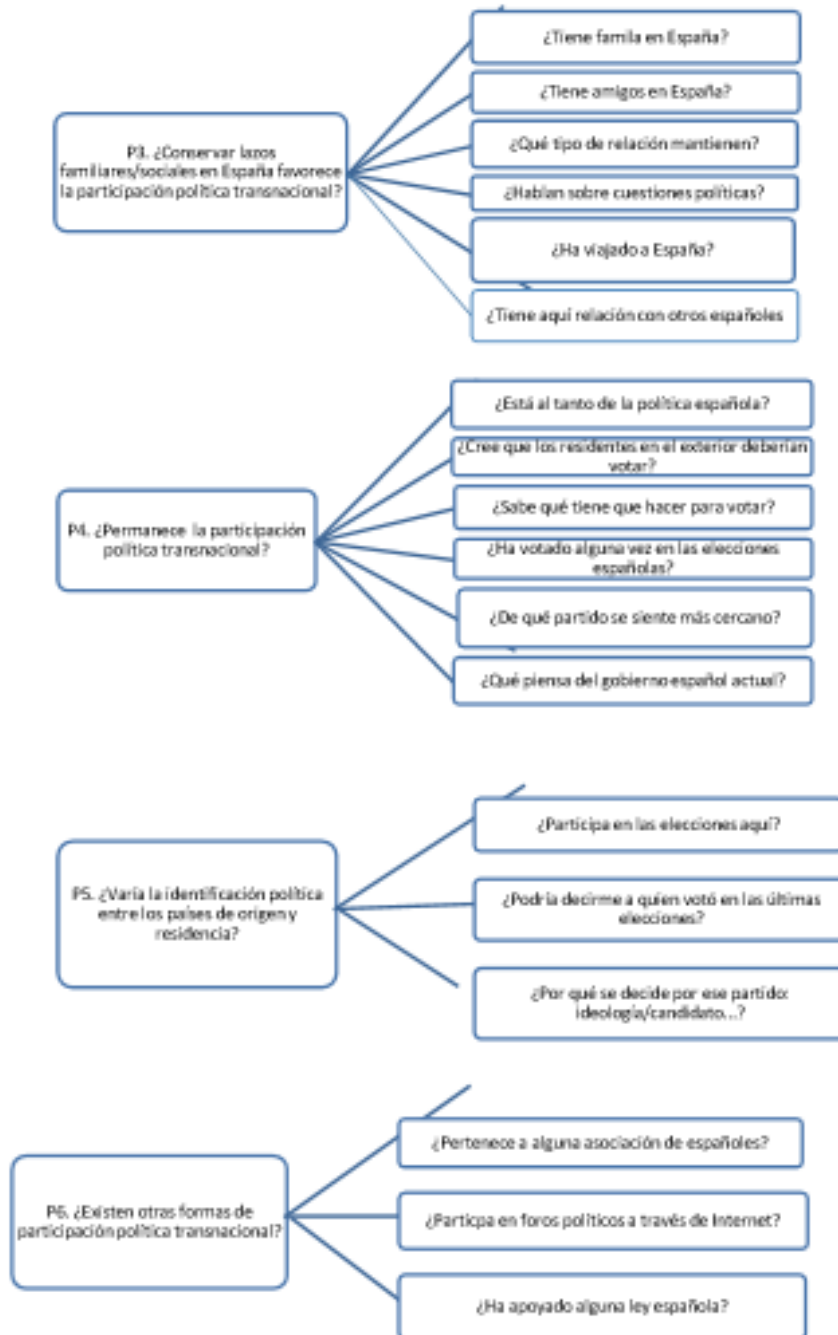 P3. ¿Conservar lazos
familiares/sociales en España favorece
la participación política transnacional?
¿Tiene famila en España?
¿Tiene amigos en España?
¿Qué tipo de relación mantienen?
¿Hablan sobre cuestiones políticas?
¿Ha viajado a España?
¿Tiene aquí relación con otros españoles
P4. ¿Permanece la participación
política transnacional?
¿Está al tanto de la política española?
¿Cree que los residentes en el exterior deberían
votar?
¿Sabe qué tiene que hacer para votar?
¿Ha votado alguna vez en las elecciones
españolas?
¿De qué partido se siente más cercano?
¿Qué piensa del gobierno español actual?
P5. ¿Varía la identificación política
entre los países de origen y
residencia?
¿Participa en las elecciones aquí?
¿Podría decirme a quien votó en las últimas
elecciones?
¿Por qué se decide por ese partido:
ideología/candidato...?
P6. ¿Existen otras formas de
participación política transnacional?
¿Pertenece a alguna asociación de españoles?
¿Particpa en foros políticos a través de Internet?
¿Ha apoyado alguna ley española?